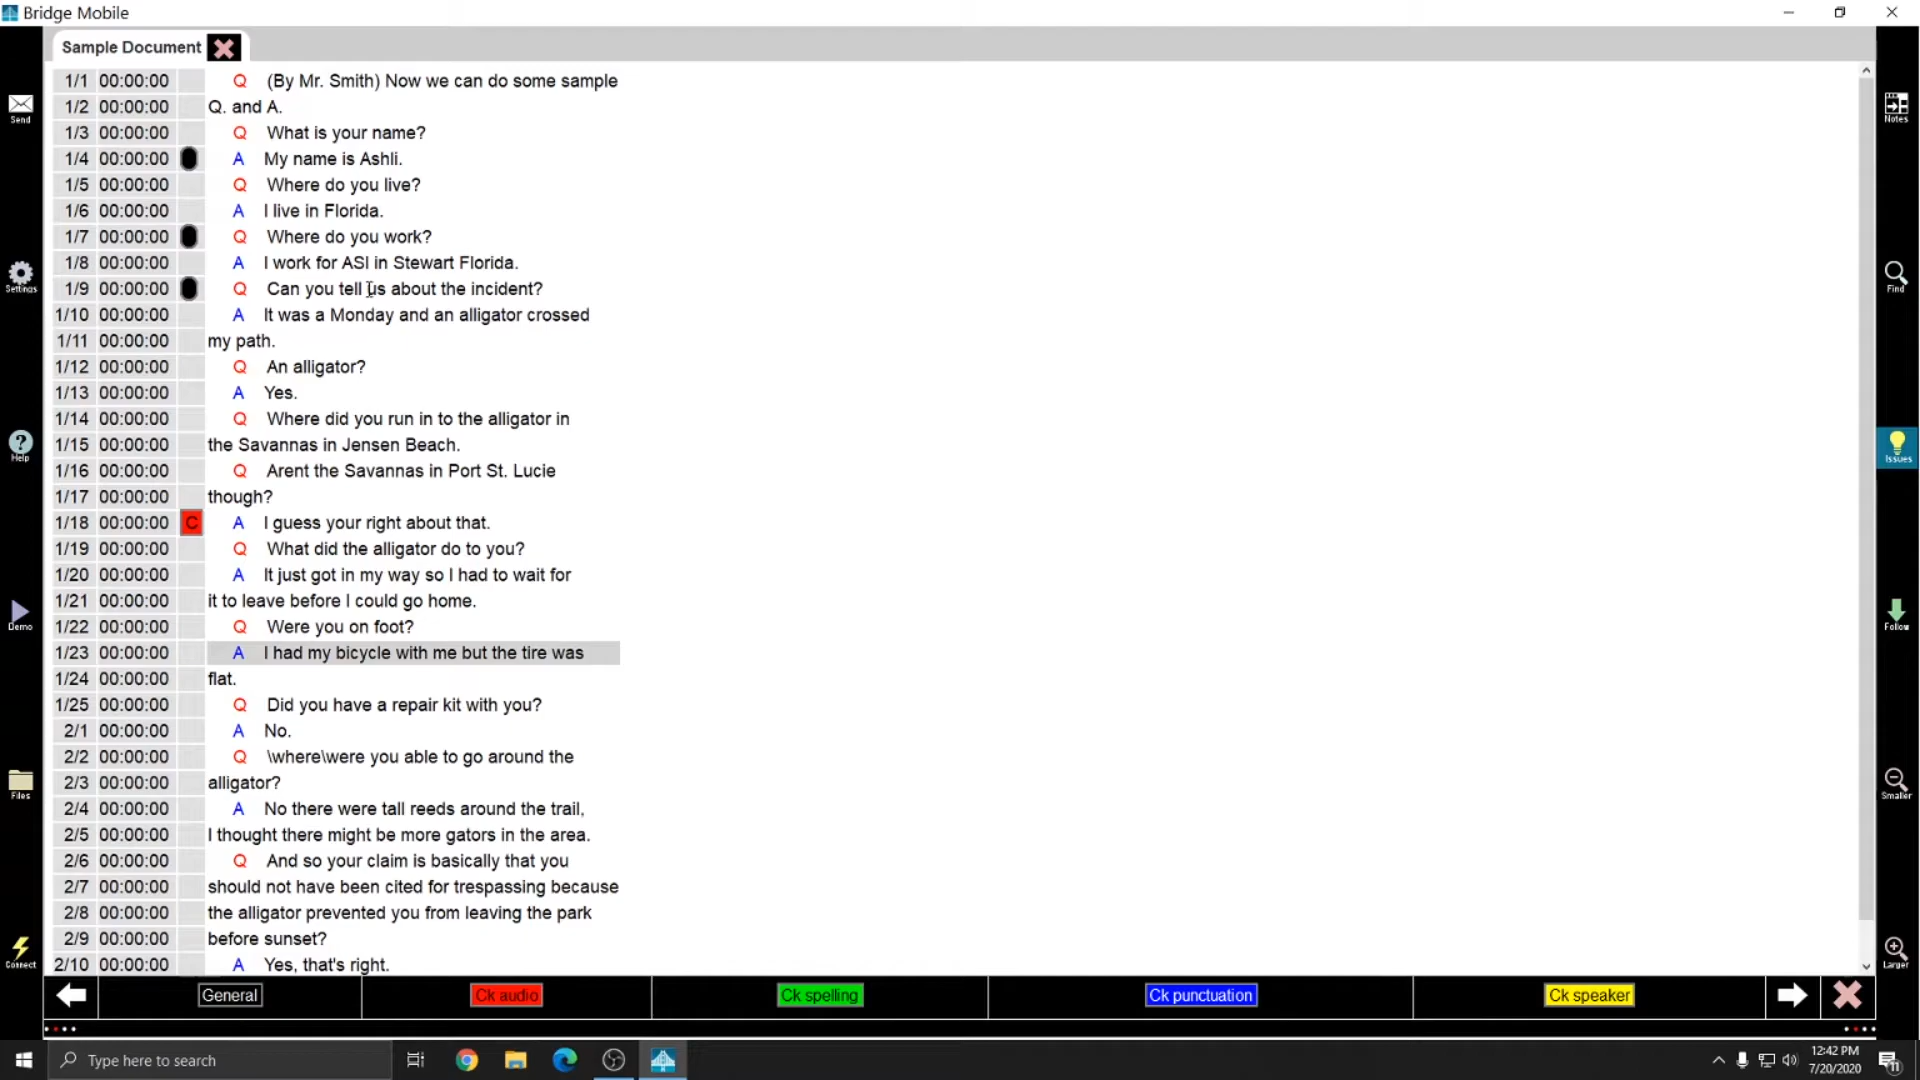 Bridge Mobile
Sample Document
1/1 00:00:00 Q (By Mr. Smith) Now we can do some sample
1/2 00:00:00 Q. and A.
1/3 00:00:00 Q What is your name?
1/4 00:00:00 A My name is Ashli.
1/5 00:00:00 Q Where do you live?
1/6 00:00:00 A I live in Florida.
1/7 00:00:00 Q Where do you work?
1/8 00:00:00 A I work for ASI in Stewart Florida.
1/9 00:00:00 Q Can you tell us about the incident?
1/10 00:00:00 A It was a Monday and an alligator crossed
1/11 00:00:00 my path.
1/12 00:00:00 Q An alligator?
1/13 00:00:00 A Yes.
1/14 00:00:00 Q Where did you run in to the alligator in
1/15 00:00:00 the Savannas in Jensen Beach.
1/16 00:00:00 Q Arent the Savannas in Port St. Lucie
1/17 00:00:00 though?
1/18 00:00:00 C A I guess your right about that.
1/19 00:00:00 Q What did the alligator do to you?
1/20 00:00:00 A It just got in my way so I had to wait for
1/21 00:00:00 it to leave before I could go home.
1/22 00:00:00 Q Were you on foot?
1/23 00:00:00 A I had my bicycle with me but the tire was
1/24 00:00:00 flat.
1/25 00:00:00 Q Did you have a repair kit with you?
2/1 00:00:00 A No.
2/2 00:00:00 Q \where\were you able to go around the
2/3 00:00:00 alligator?
2/4 00:00:00 A No there were tall reeds around the trail,
2/5 00:00:00 I thought there might be more gators in the area.
2/6 00:00:00 Q And so your claim is basically that you
2/7 00:00:00 should not have been cited for trespassing because
2/8 00:00:00 the alligator prevented you from leaving the park
2/9 00:00:00 before sunset?
2/10 00:00:00 A Yes, that's right.
Send
Settings
Help
Demo
Files
Connect
Notes
Find
Issues
Follow
Smaller
Larger
General Ck audio Ck spelling Ck punctuation Ck speaker
Type here to search
12:42 PM
7/20/2020
11